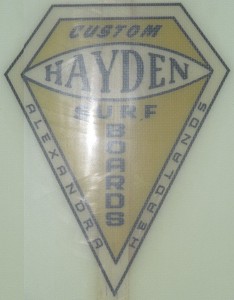 CUSTOM
HAYDEN
SURF
BOARDS
ALEXANDRA
HEADLANDS